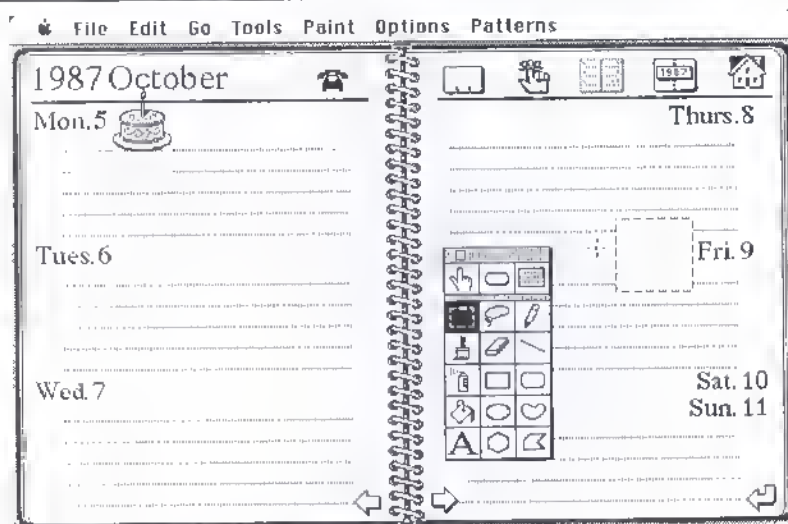 File Edit Go Tools Paint Options Patterns
1987 October
Mon. 5
Tues. 6
Wed. 7
1987
Thurs. 8
Fri. 9
Sat. 10
Sun. 11
A